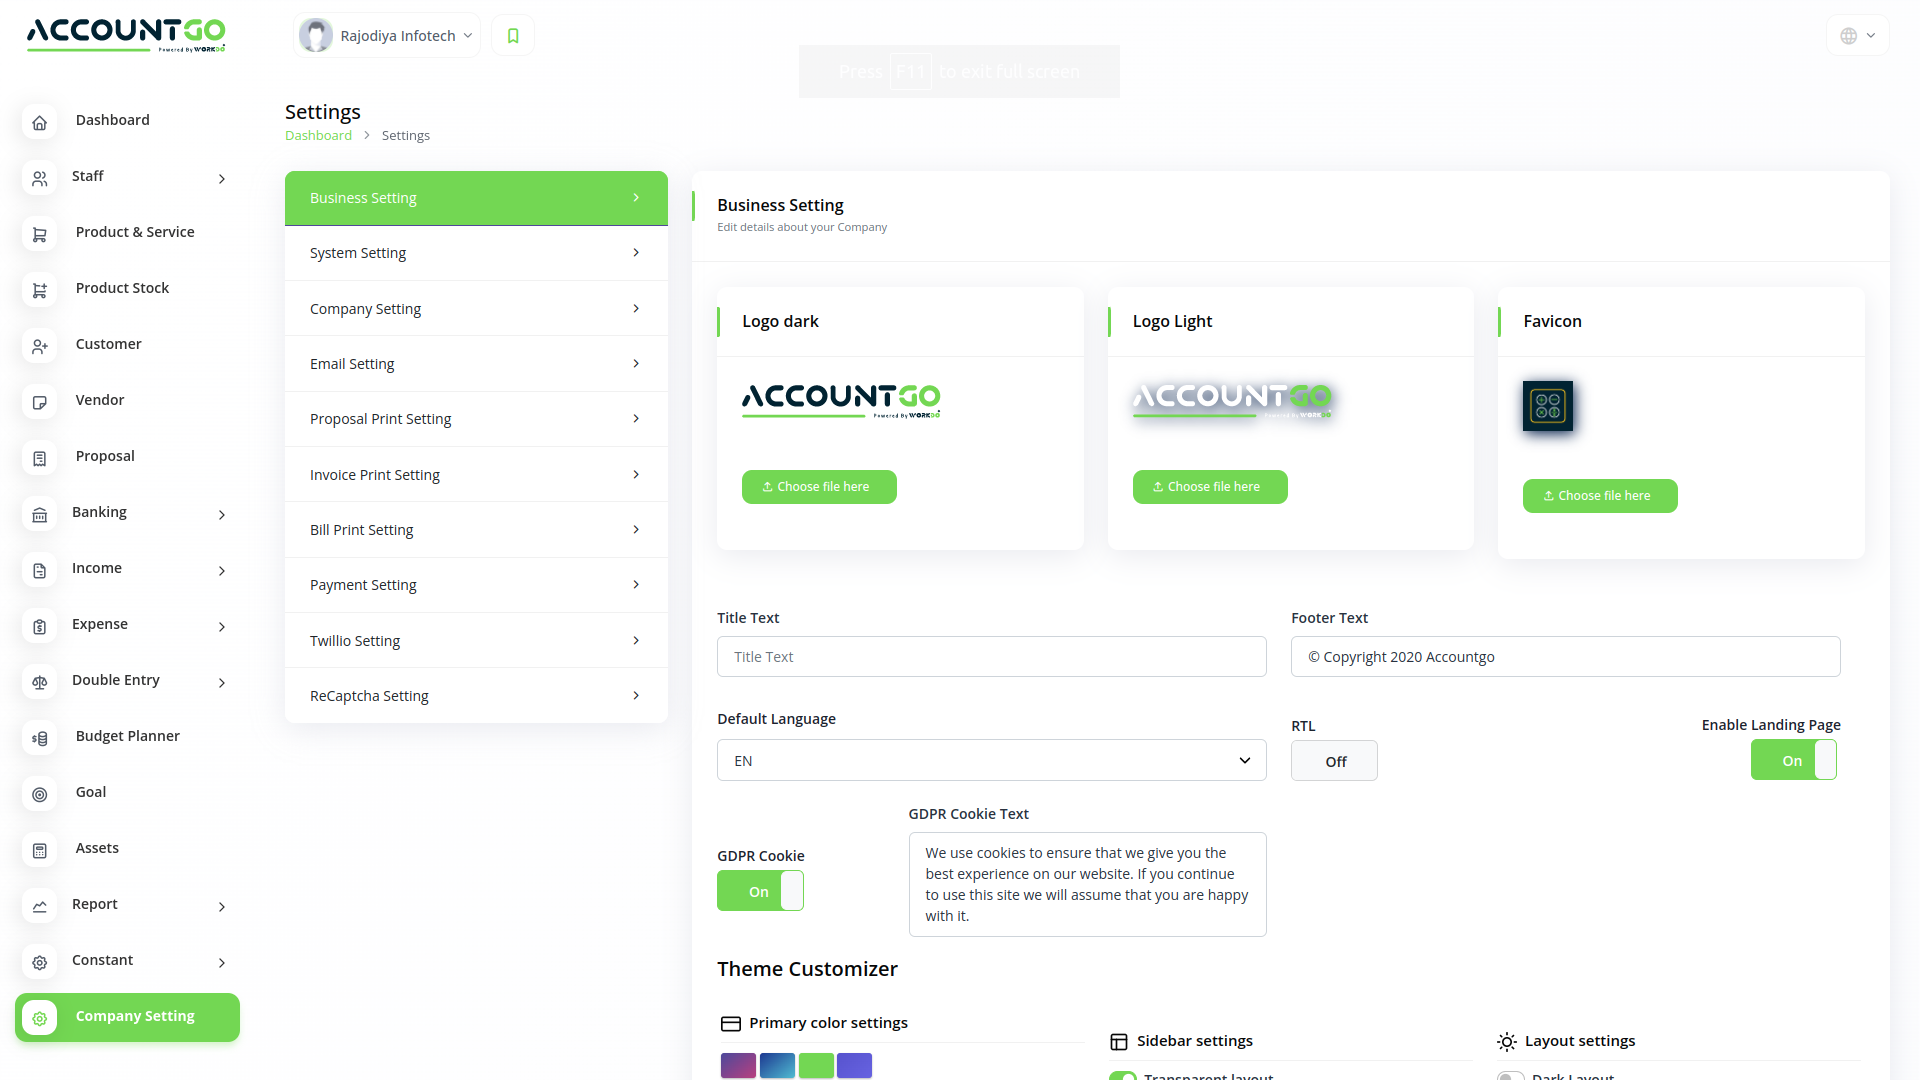 ACCOUNTGO
Powered By WORKDO
Rajodiya Infotech
Press F11 to exit full screen
Settings
Dashboard > Settings
Dashboard
Staff
Product & Service
Product Stock
Customer
Vendor
Proposal
Banking
Income
Expense
Double Entry
Budget Planner
Goal
Assets
Report
Constant
Company Setting
Business Setting
System Setting
Company Setting
Email Setting
Proposal Print Setting
Invoice Print Setting
Bill Print Setting
Payment Setting
Twillio Setting
ReCaptcha Setting
Business Setting
Edit details about your Company
Logo dark
ACCOUNTGO
Powered By WORKDO
Choose file here
Logo Light
ACCOUNTGO
Powered By WORKDO
Choose file here
Favicon
Choose file here
Title Text
Title Text
Footer Text
© Copyright 2020 Accountgo
Default Language
EN
RTL
Off
Enable Landing Page
On
GDPR Cookie
On
GDPR Cookie Text
We use cookies to ensure that we give you the
best experience on our website. If you continue
to use this site we will assume that you are happy
with it.
Theme Customizer
Primary color settings
Sidebar settings
Transparent layout
Layout settings
Dark Layout